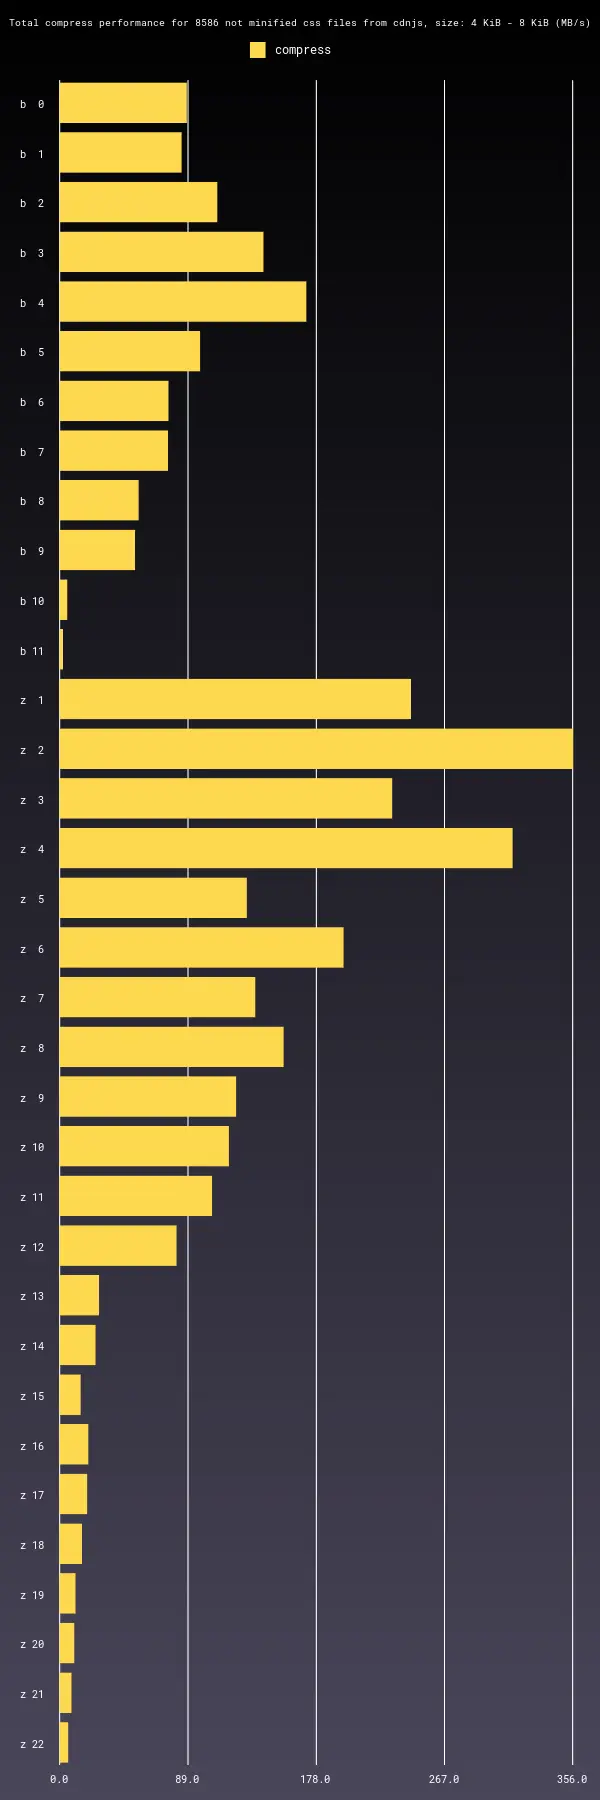 Total compress performance for 8586 not minified css files from cdnjs, size: 4 KiB - 8 KiB (MB/s)
compress
b 0
b 1
b 2
b 3
b 4
b 5
b 6
b 7
b 8
b 9
b 10
b 11
z 1
z 2
z 3
z 4
z 5
z 6
z 7
z 8
z 9
z 10
z 11
z 12
z 13
z 14
z 15
z 16
z 17
z 18
z 19
z 20
z 21
z 22
0.0 89.0 178.0 267.0 356.0